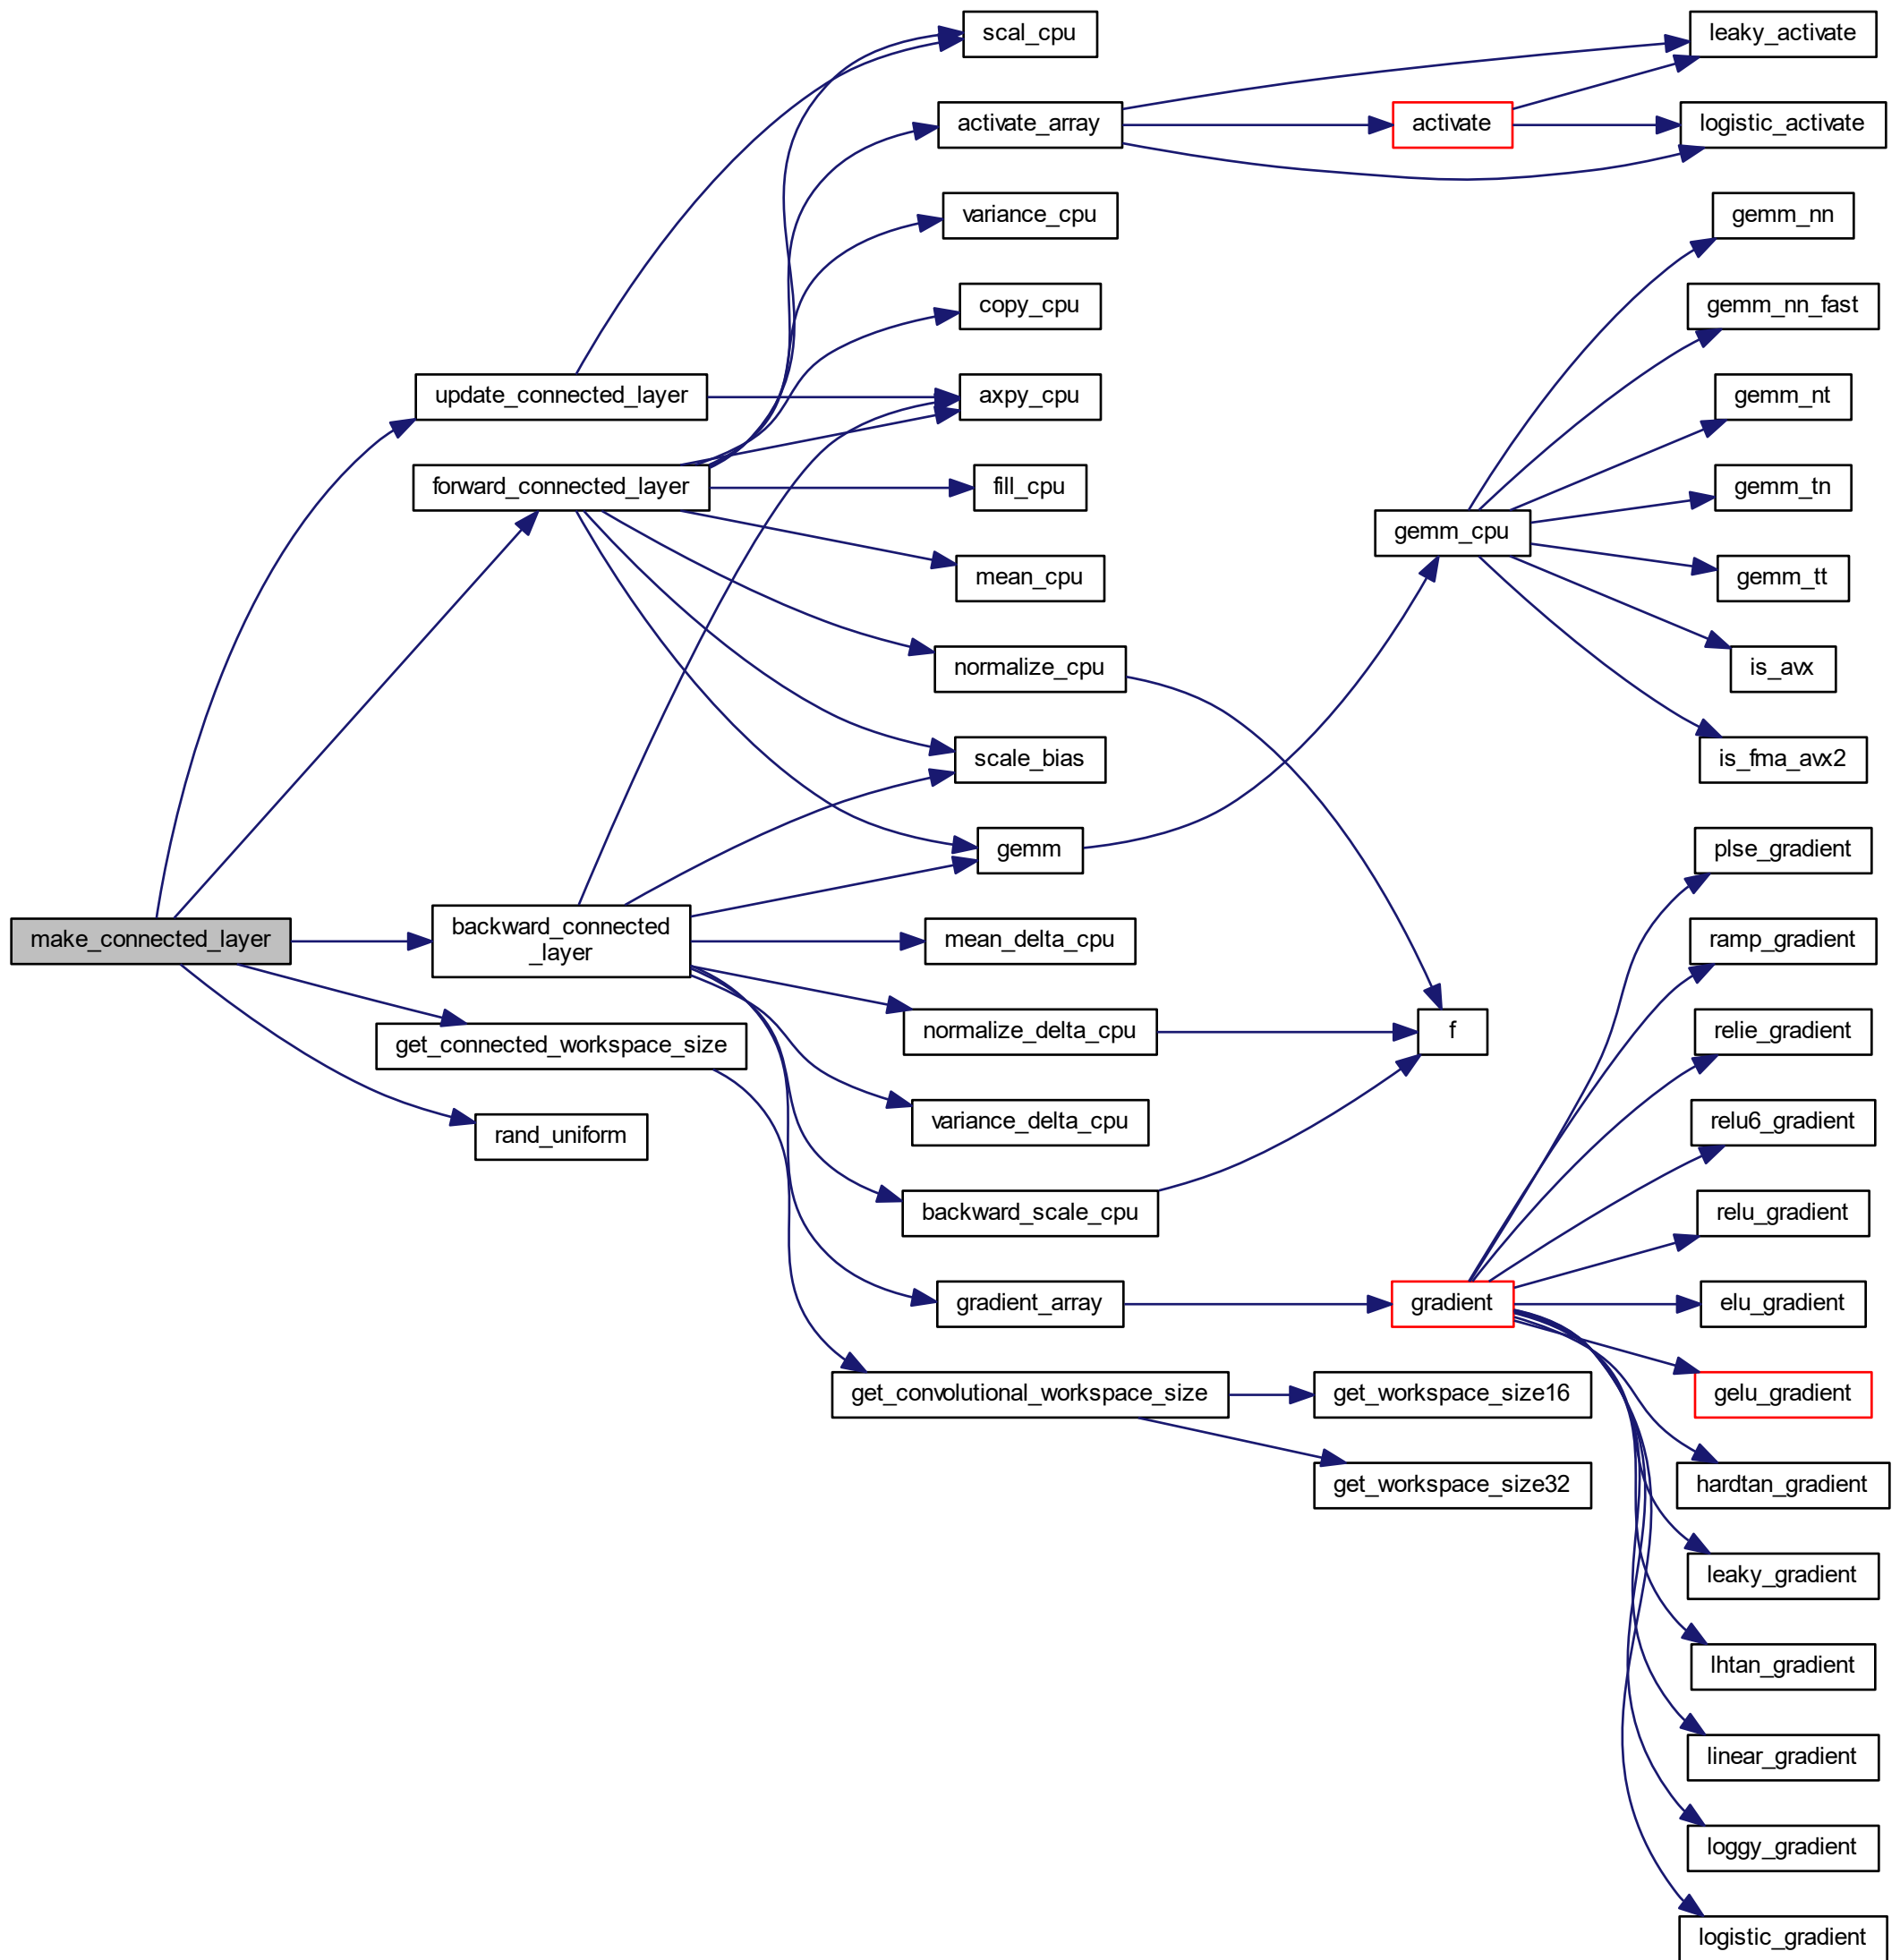 scal_cpu
leaky_activate
activate_array
activate
logistic_activate
variance_cpu
gemm_nn
copy_cpu
gemm_nn_fast
update_connected_layer
axpy_cpu
gemm_nt
forward_connected_layer
fill_cpu
gemm_tn
gemm_cpu
mean_cpu
gemm_tt
normalize_cpu
is_avx
scale_bias
is_fma_avx2
gemm
plse_gradient
make_connected_layer
backward_connected
_layer
mean_delta_cpu
ramp_gradient
get_connected_workspace_size
normalize_delta_cpu
f
relie_gradient
rand_uniform
variance_delta_cpu
relu6_gradient
backward_scale_cpu
relu_gradient
gradient_array
gradient
elu_gradient
get_convolutional_workspace_size
get_workspace_size16
gelu_gradient
get_workspace_size32
hardtan_gradient
leaky_gradient
lhtan_gradient
linear_gradient
loggy_gradient
logistic_gradient